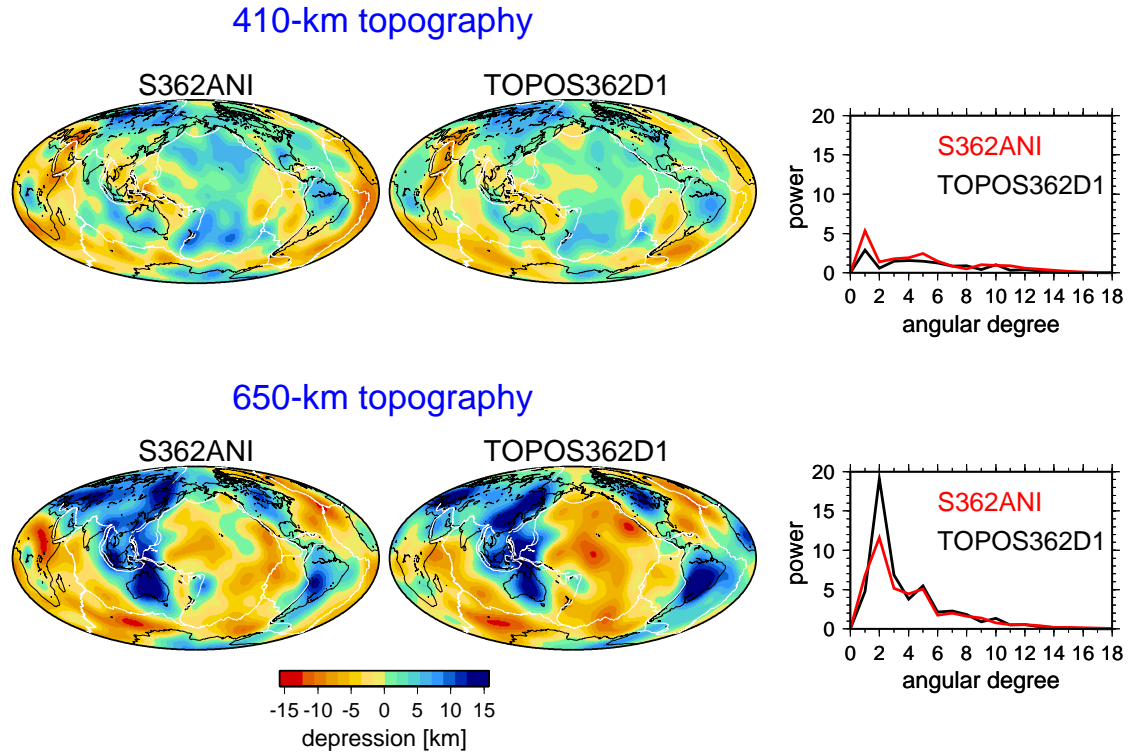 410-km topography
S362ANI
TOPOS362D1
20
15
10
5
0
power
S362ANI
TOPOS362D1
0 2 4 6 8 10 12 14 16 18
angular degree
650-km topography
S362ANI
TOPOS362D1
20
15
10
5
0
power
S362ANI
TOPOS362D1
0 2 4 6 8 10 12 14 16 18
angular degree
-15 -10 -5 0 5 10 15
depression [km]